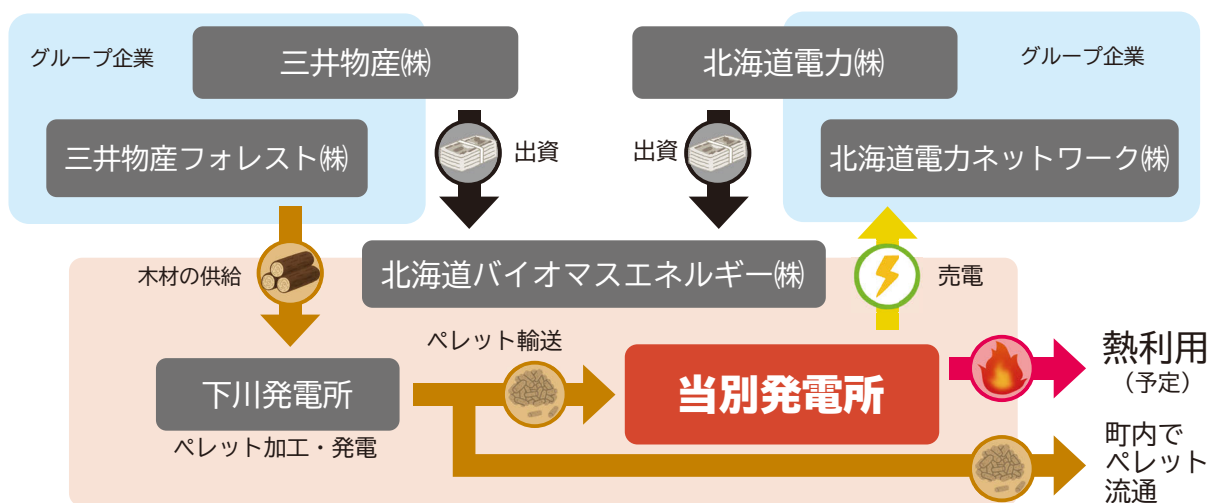 グループ企業
三井物産㈱
北海道電力㈱
グループ企業
三井物産フォレスト㈱
出資
出資
北海道電力ネットワーク㈱
木材の供給
北海道バイオマスエネルギー㈱
売電
ペレット輸送
下川発電所
当別発電所
熱利用
（予定）
ペレット加工・発電
町内で
ペレット
流通